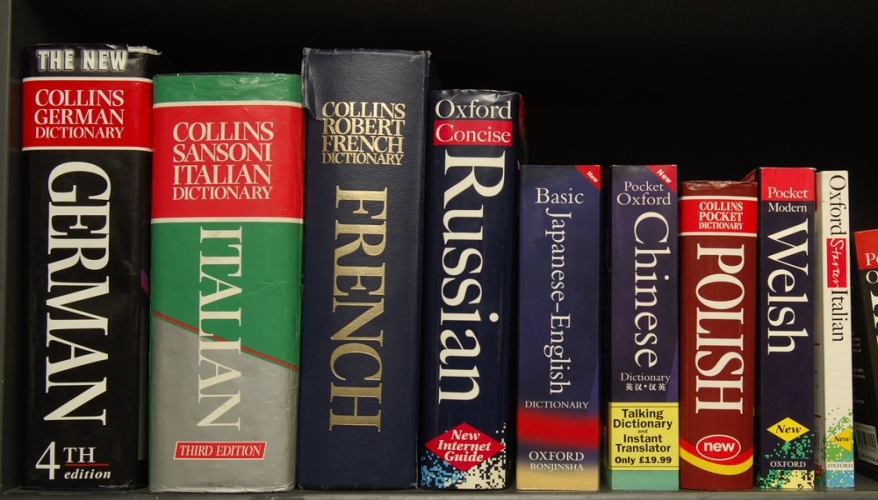 THE NEW
COLLINS
GERMAN
DICTIONARY
GERMAN
4TH
edition
COLLINS
SANSONI
ITALIAN
DICTIONARY
ITALIAN
THIRD EDITION
COLLINS
ROBERT
FRENCH
DICTIONARY
FRENCH
Oxford
Concise
Russian
New
Internet
Guide
New
Basic
Japanese-English
DICTIONARY
OXFORD
BONJINSHA
New
Pocket
Oxford
Chinese
Dictionary
英汉·汉英
Talking
Dictionary
and
Instant
Translator
Only £19.99
COLLINS
POCKET
DICTIONARY
POLISH
new
Pocket
Modern
Welsh
New
OXFORD
Oxford Starter Italian
New
OXFORD